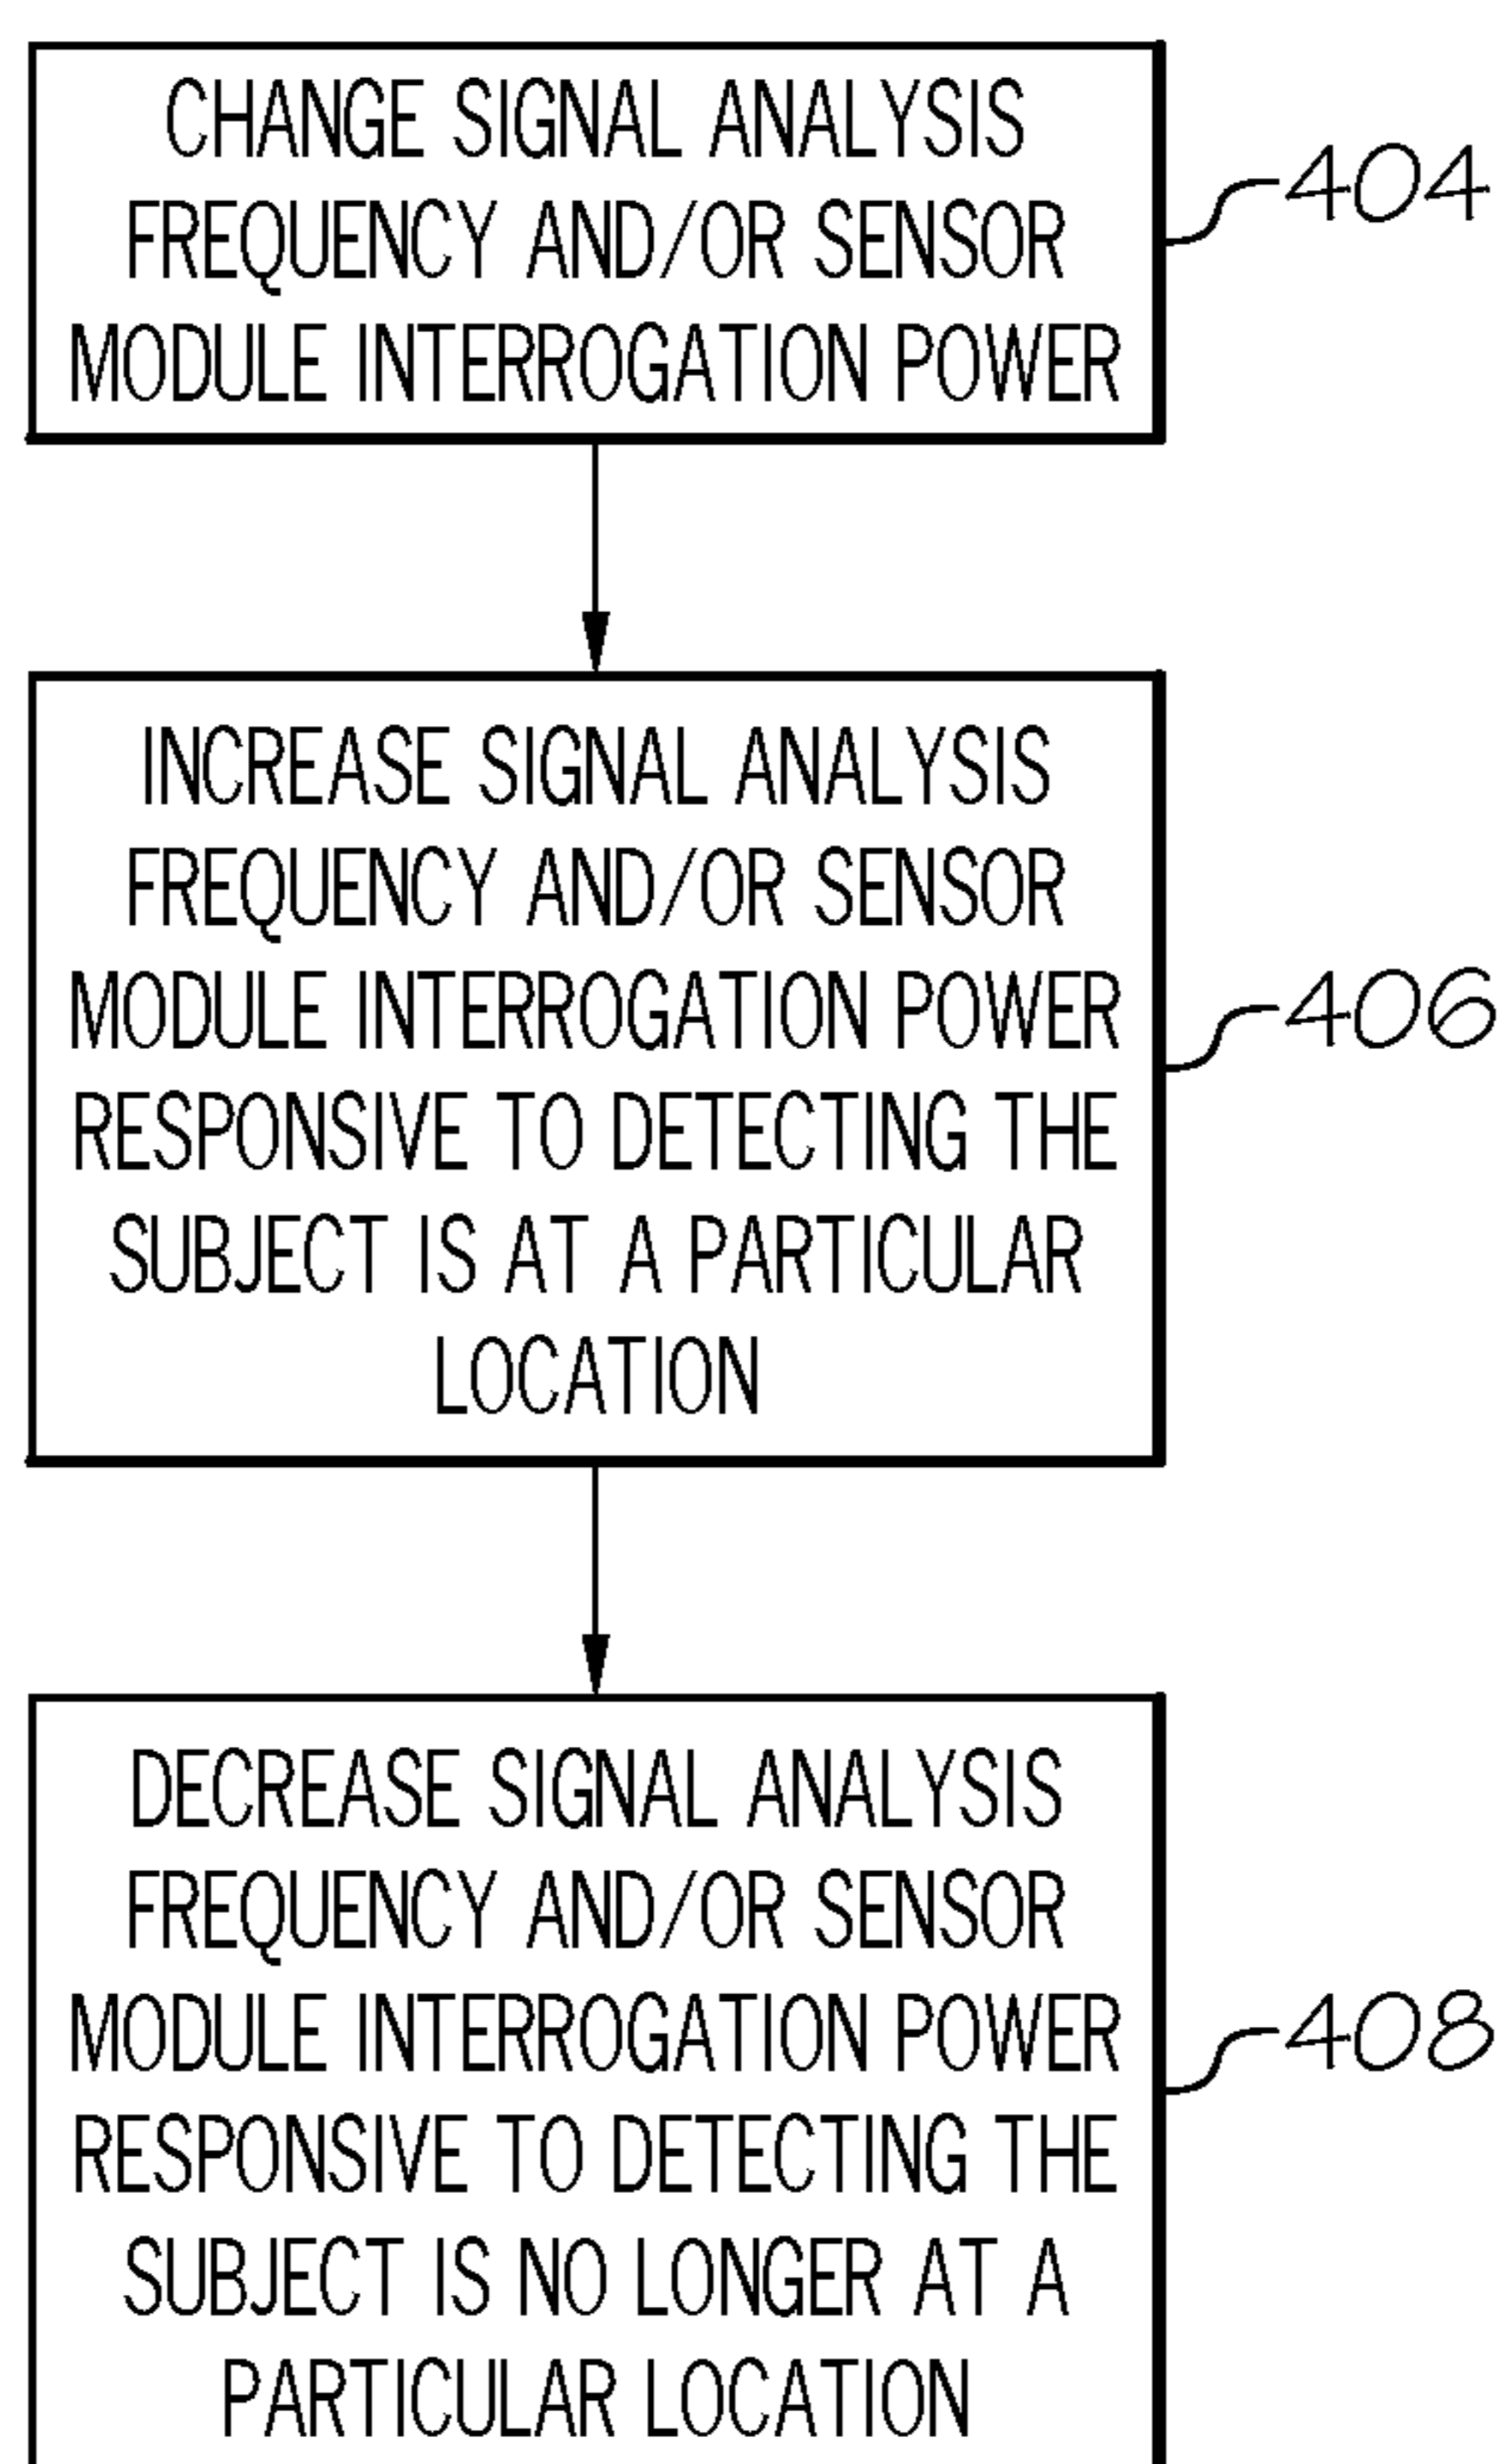 CHANGE SIGNAL ANALYSIS
FREQUENCY AND/OR SENSOR
MODULE INTERROGATION POWER
404
INCREASE SIGNAL ANALYSIS
FREQUENCY AND/OR SENSOR
MODULE INTERROGATION POWER
RESPONSIVE TO DETECTING THE
SUBJECT IS AT A PARTICULAR
LOCATION
406
DECREASE SIGNAL ANALYSIS
FREQUENCY AND/OR SENSOR
MODULE INTERROGATION POWER
RESPONSIVE TO DETECTING THE
SUBJECT IS NO LONGER AT A
PARTICULAR LOCATION
408